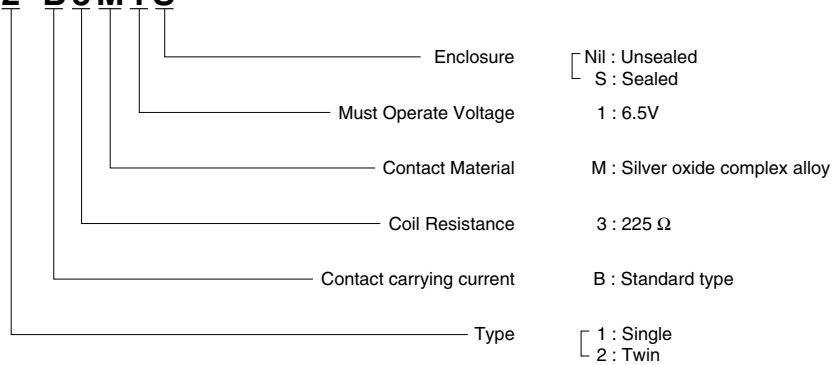 Enclosure Nil : Unsealed
S : Sealed
Must Operate Voltage 1 : 6.5V
Contact Material M : Silver oxide complex alloy
Coil Resistance 3 : 225 Ω
Contact carrying current B : Standard type
Type 1 : Single
2 : Twin